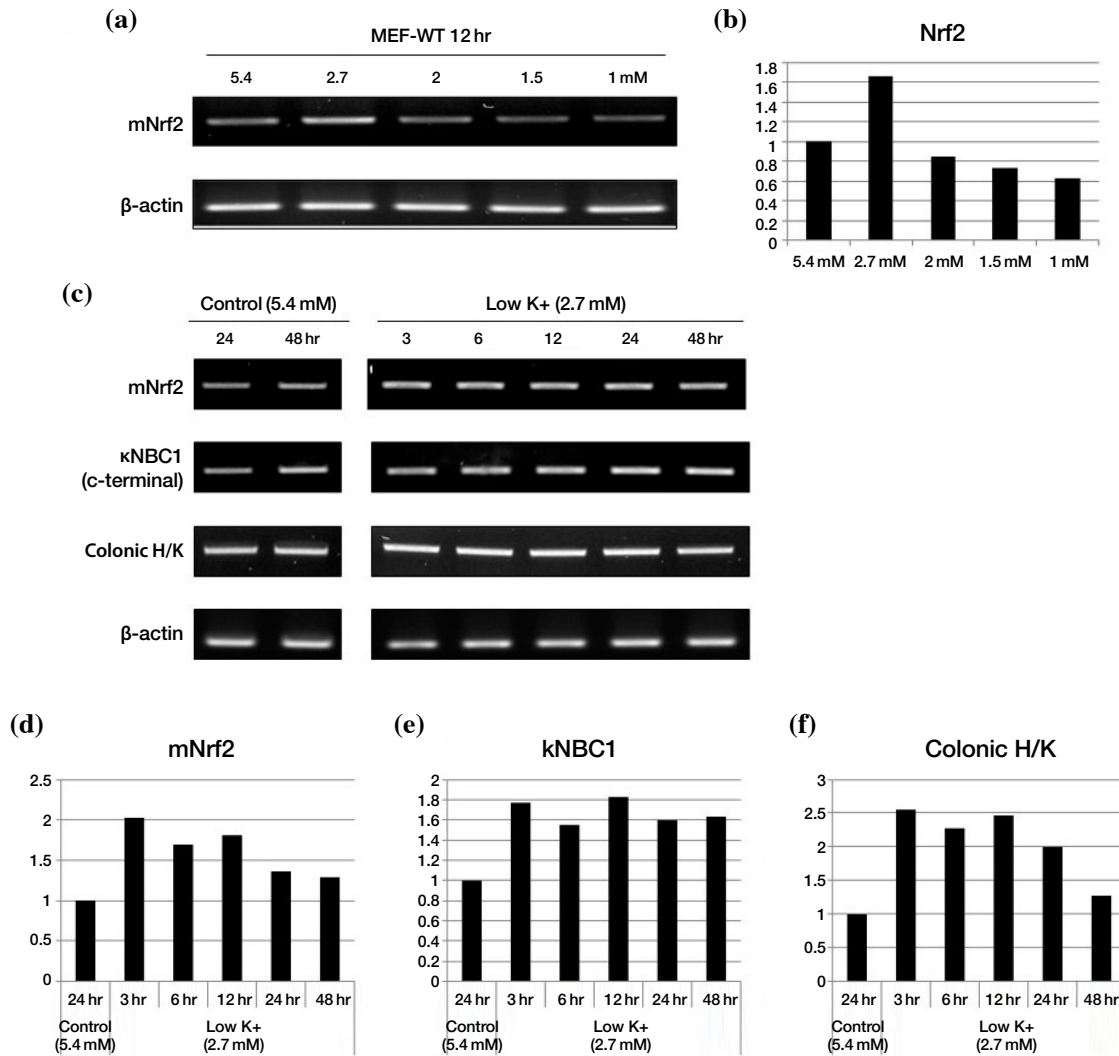 (a)
MEF-WT 12 hr
5.4 2.7 2 1.5 1 mM
mNrf2
β-actin
(b)
Nrf2
1.8
1.6
1.4
1.2
1
0.8
0.6
0.4
0.2
0
5.4 mM 2.7 mM 2 mM 1.5 mM 1 mM
(c)
Control (5.4 mM) Low K+ (2.7 mM)
24 48 hr 3 6 12 24 48 hr
mNrf2
κNBC1
(c-terminal)
Colonic H/K
β-actin
(d)
mNrf2
2.5
2
1.5
1
0.5
0
24 hr 3 hr 6 hr 12 hr 24 hr 48 hr
Control Low K+
(5.4 mM) (2.7 mM)
(e)
kNBC1
2
1.8
1.6
1.4
1.2
1
0.8
0.6
0.4
0.2
0
24 hr 3 hr 6 hr 12 hr 24 hr 48 hr
Control Low K+
(5.4 mM) (2.7 mM)
(f)
Colonic H/K
3
2.5
2
1.5
1
0.5
0
24 hr 3 hr 6 hr 12 hr 24 hr 48 hr
Control Low K+
(5.4 mM) (2.7 mM)